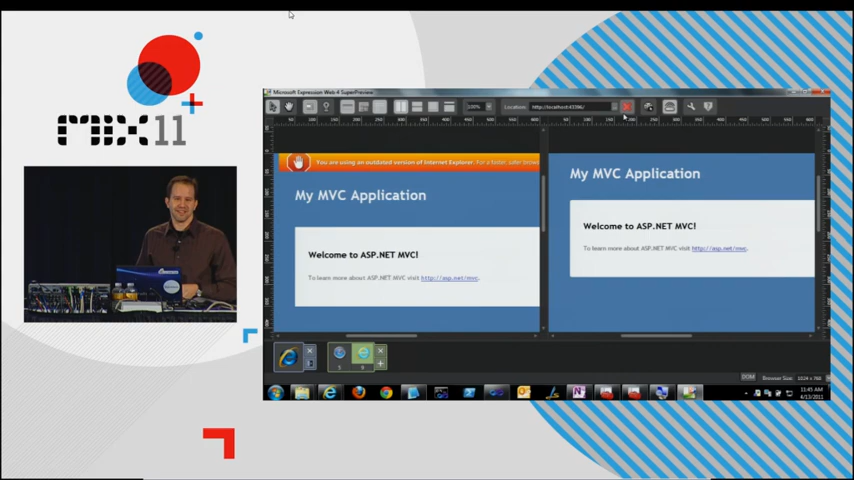 MIX11
Microsoft Expression Web 4 SuperPreview
100%
Location: http://localhost:43396/
You are using an outdated version of Internet Explorer. For a faster, safer brows
My MVC Application
Welcome to ASP.NET MVC!
To learn more about ASP.NET MVC visit http://asp.net/mvc.
My MVC Application
Welcome to ASP.NET MVC!
To learn more about ASP.NET MVC visit http://asp.net/mvc.
DOM
Browser Size: 1024 x 768
11:45 AM
4/13/2011